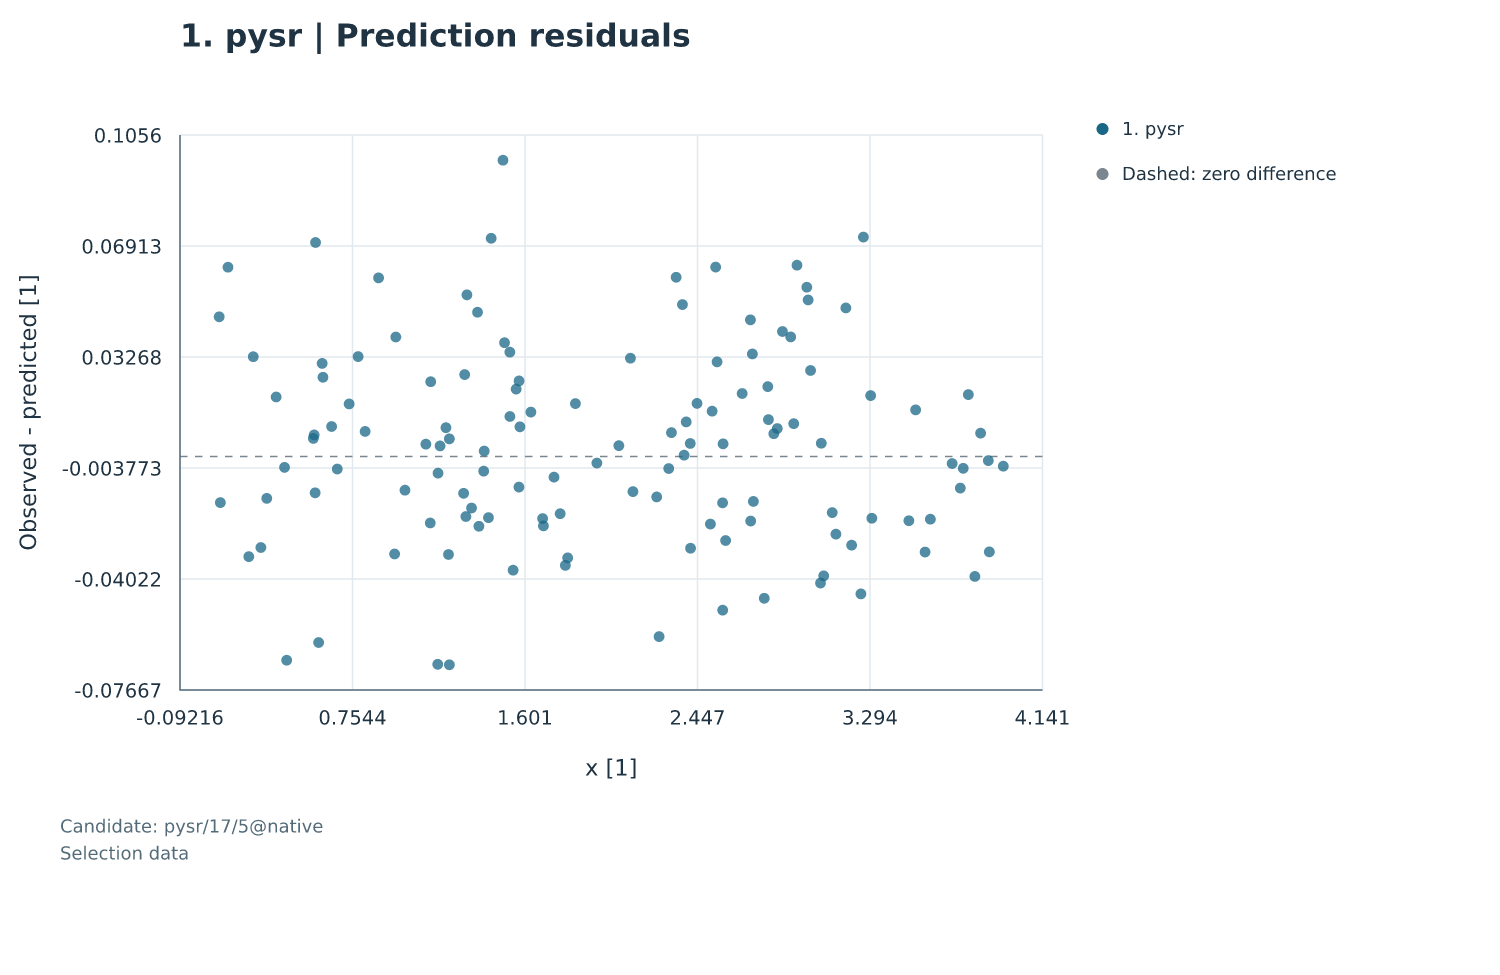 1. pysr | Prediction residuals
0.1056
0.06913
0.03268
-0.003773
-0.04022
-0.07667
Observed - predicted [1]
-0.09216 0.7544 1.601 2.447 3.294 4.141
x [1]
1. pysr
Dashed: zero difference
Candidate: pysr/17/5@native
Selection data